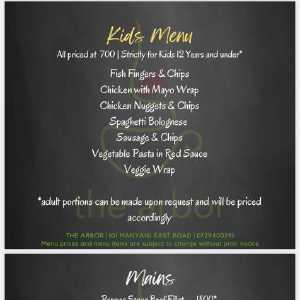 Kids Menu
All priced at 700 | Strictly for Kids 12 Years and under*
Fish Fingers & Chips
Chicken with Mayo Wrap
Chicken Nuggets & Chips
Spaghetti Bolognese
Sausage & Chips
Vegetable Pasta in Red Sauce
Veggie Wrap
*adult portions can be made upon request and will be priced
accordingly
the arbor
THE ARBOR | 101 MANYANI EAST ROAD |
Menu prices and menu items are subject to change without prior notice
Mains